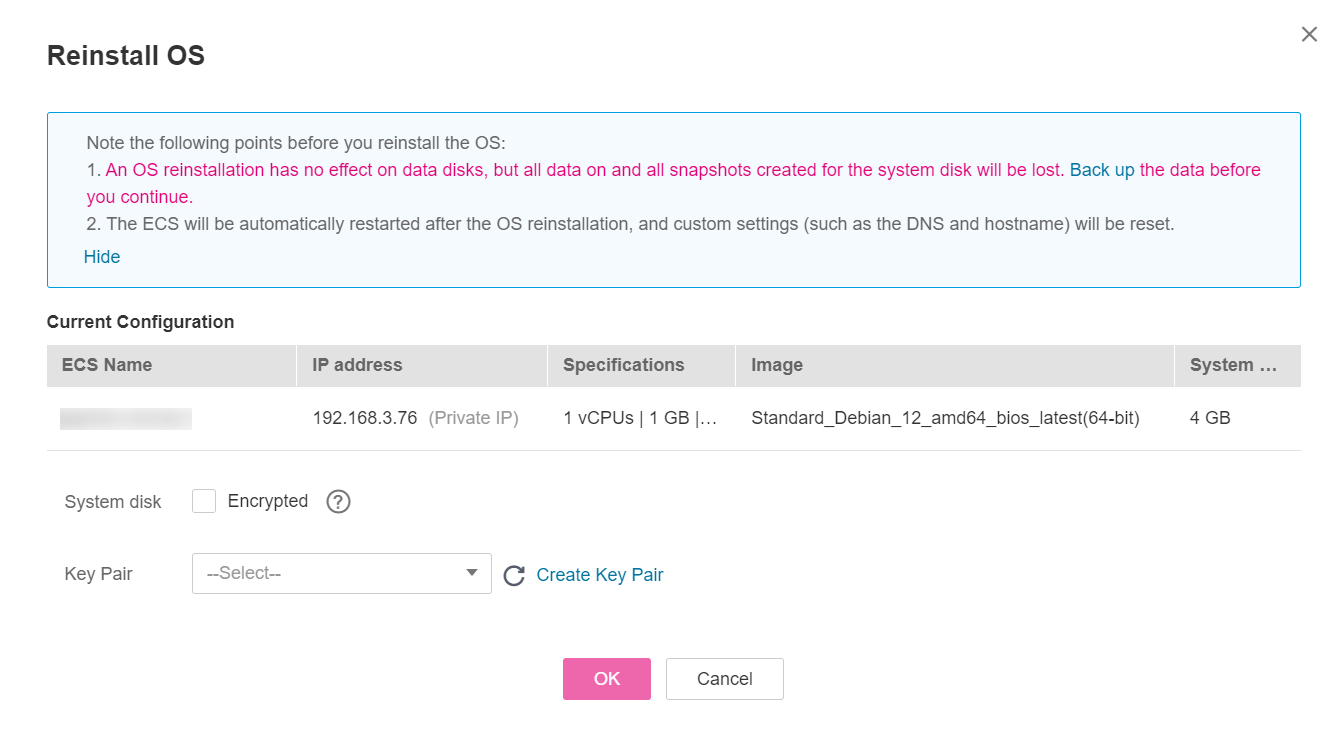 Reinstall OS
Note the following points before you reinstall the OS:
1. An OS reinstallation has no effect on data disks, but all data on and all snapshots created for the system disk will be lost. Back up the data before
you continue.
2. The ECS will be automatically restarted after the OS reinstallation, and custom settings (such as the DNS and hostname) will be reset.
Hide
Current Configuration
ECS Name IP address Specifications Image System ...
192.168.3.76 (Private IP) 1 vCPUs | 1 GB |... Standard_Debian_12_amd64_bios_latest(64-bit) 4 GB
System disk Encrypted ?
Key Pair --Select-- Create Key Pair
OK Cancel